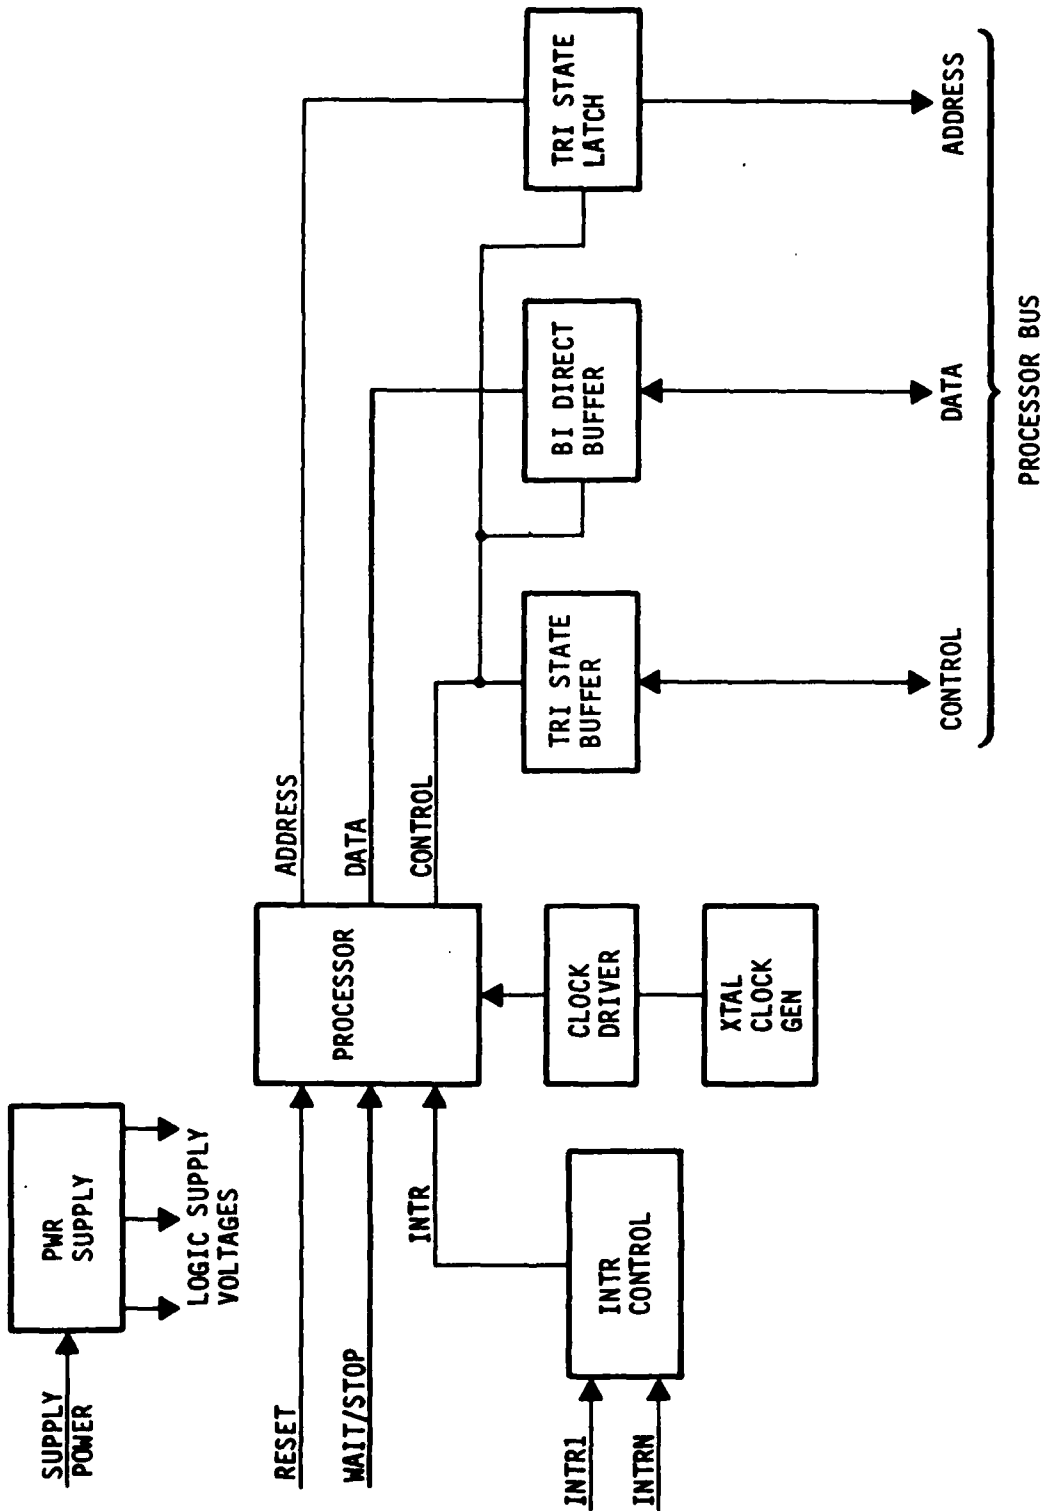 SUPPLY
POWER
PWR
SUPPLY
LOGIC SUPPLY
VOLTAGES
RESET
WAIT/STOP
INTR
INTR1
INTRN
INTR
CONTROL
PROCESSOR
CLOCK
DRIVER
XTAL
CLOCK
GEN
ADDRESS
DATA
CONTROL
TRI STATE
BUFFER
BI DIRECT
BUFFER
TRI STATE
LATCH
CONTROL
DATA
ADDRESS
PROCESSOR BUS